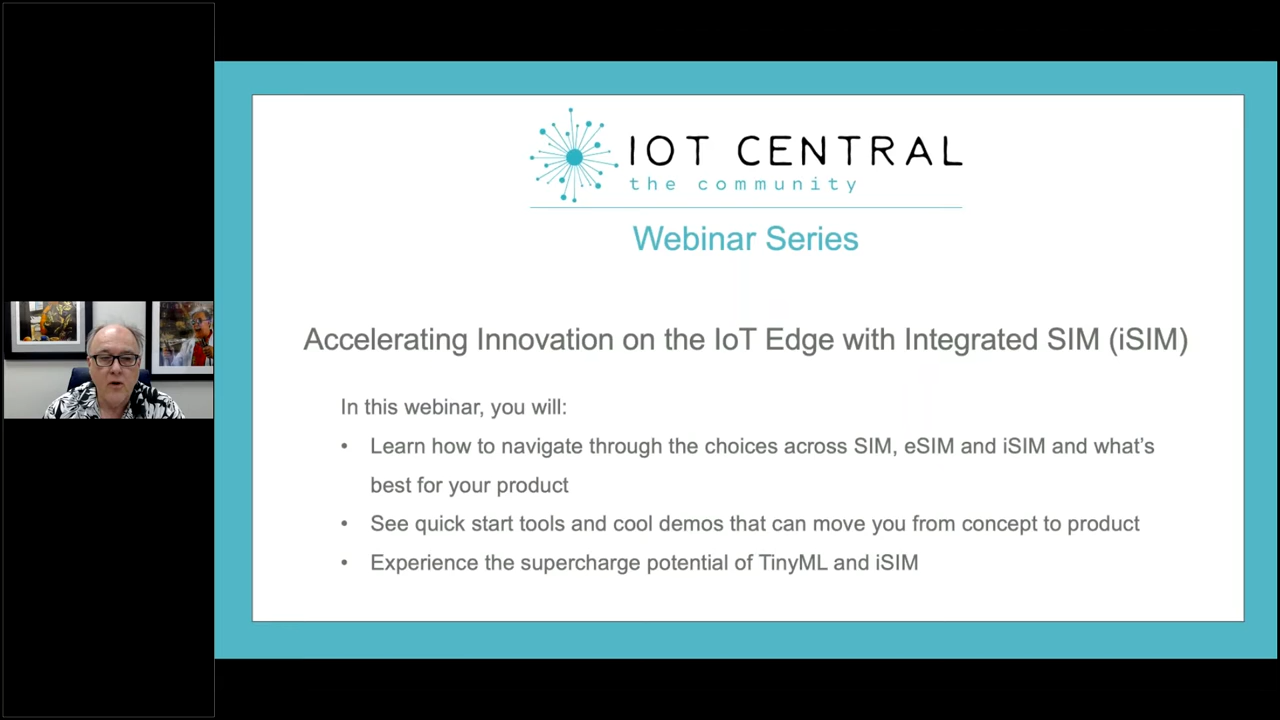 IOT CENTRAL
the community
Webinar Series
Accelerating Innovation on the IoT Edge with Integrated SIM (iSIM)
In this webinar, you will:
• Learn how to navigate through the choices across SIM, eSIM and iSIM and what's
best for your product
• See quick start tools and cool demos that can move you from concept to product
• Experience the supercharge potential of TinyML and iSIM